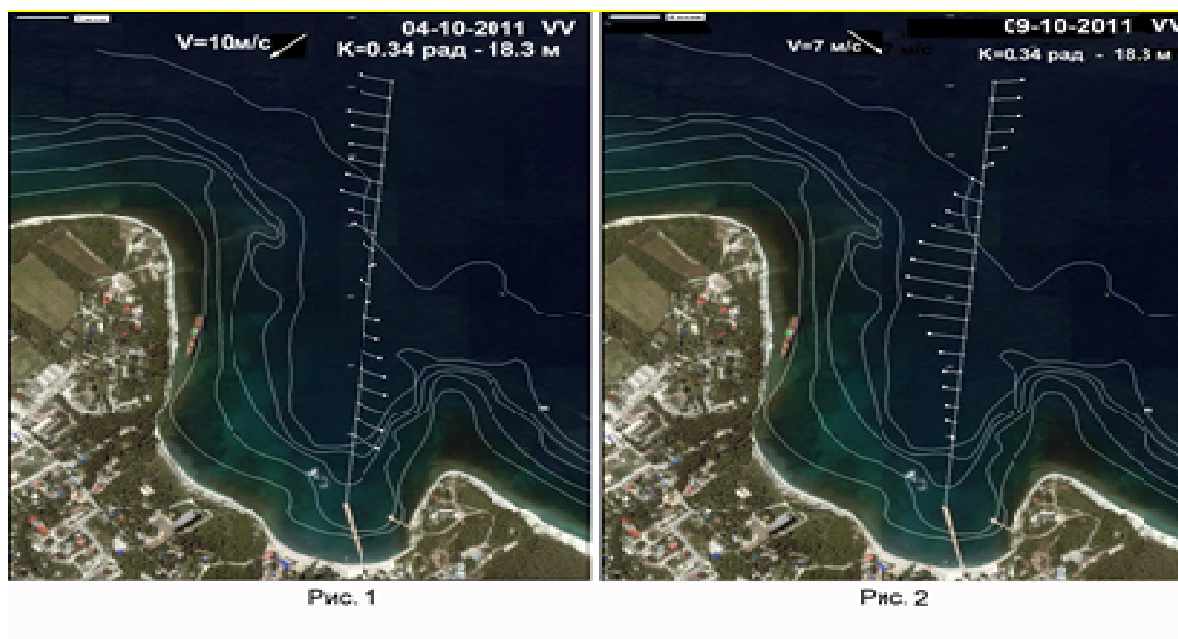 04-10-2011 VV
V=10м/с
К=0.34 рад - 18.3 м
09-10-2011 VV
V=7 м/с
К=0.34 рад - 18.3 м
Рис. 1
Рис. 2